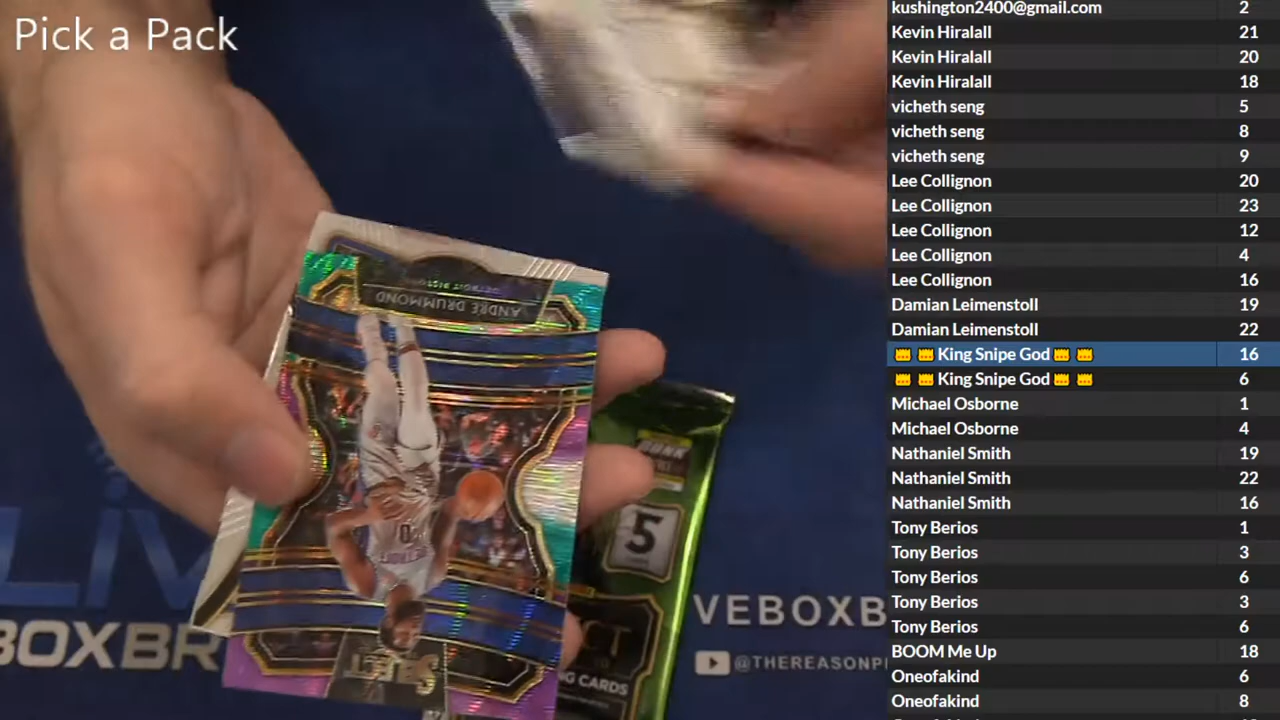 Pick a Pack
kushington2400@gmail.com 2
Kevin Hiralall 21
Kevin Hiralall 20
Kevin Hiralall 18
vicheth seng 5
vicheth seng 8
vicheth seng 9
Lee Collignon 20
Lee Collignon 23
Lee Collignon 12
Lee Collignon 4
Lee Collignon 16
Damian Leimenstoll 19
Damian Leimenstoll 22
King Snipe God 16
King Snipe God 6
Michael Osborne 1
Michael Osborne 4
Nathaniel Smith 19
Nathaniel Smith 22
Nathaniel Smith 16
Tony Berios 1
Tony Berios 3
Tony Berios 6
Tony Berios 3
Tony Berios 6
BOOM Me Up 18
Oneofakind 6
Oneofakind 8
ANDRE DRUMMOND
SELECT
5
CARDS
VEBOXB
@THEREASONP
BOXBR
LIV